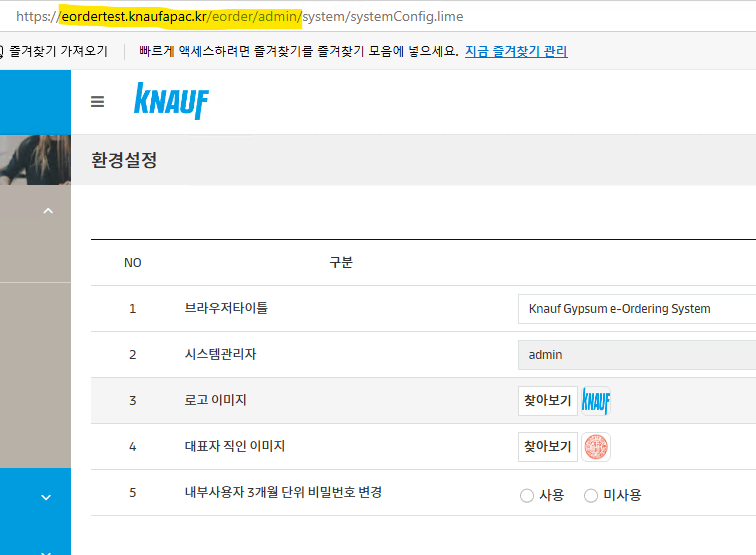 https://eordertest.knaufapac.kr/eorder/admin/system/systemConfig.lime
즐겨찾기 가져오기 빠르게 액세스하려면 즐겨찾기를 즐겨찾기 모음에 넣으세요. 지금 즐겨찾기 관리
KNAUF
환경설정
NO 구분
1 브라우저타이틀 Knauf Gypsum e-Ordering System
2 시스템관리자 admin
3 로고 이미지 찾아보기 KNAUF
4 대표자 직인 이미지 찾아보기
5 내부사용자 3개월 단위 비밀번호 변경 사용 미사용